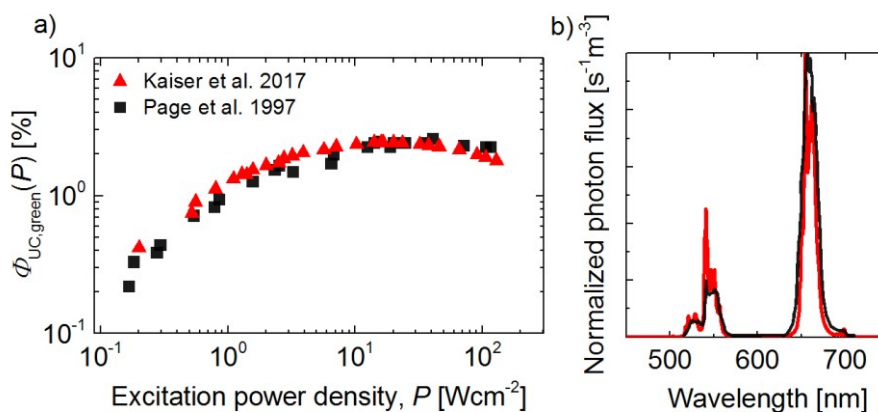 a)
Φ_UC,green(P) [%]
10^1
10^0
10^-1
Kaiser et al. 2017
Page et al. 1997
10^-1 10^0 10^1 10^2
Excitation power density, P [Wcm^-2]
b)
Normalized photon flux [s^-1m^-3]
500 600 700
Wavelength [nm]